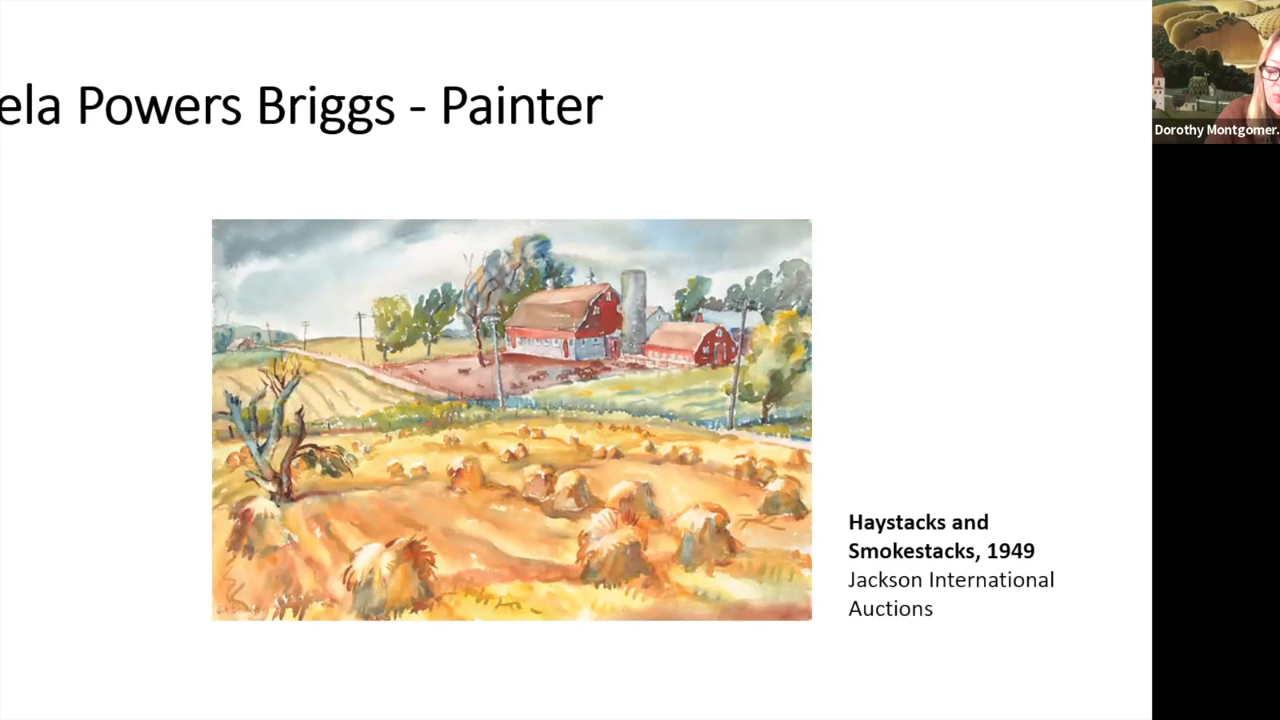 ela Powers Briggs - Painter
Dorothy Montgomer.
Haystacks and
Smokestacks, 1949
Jackson International
Auctions